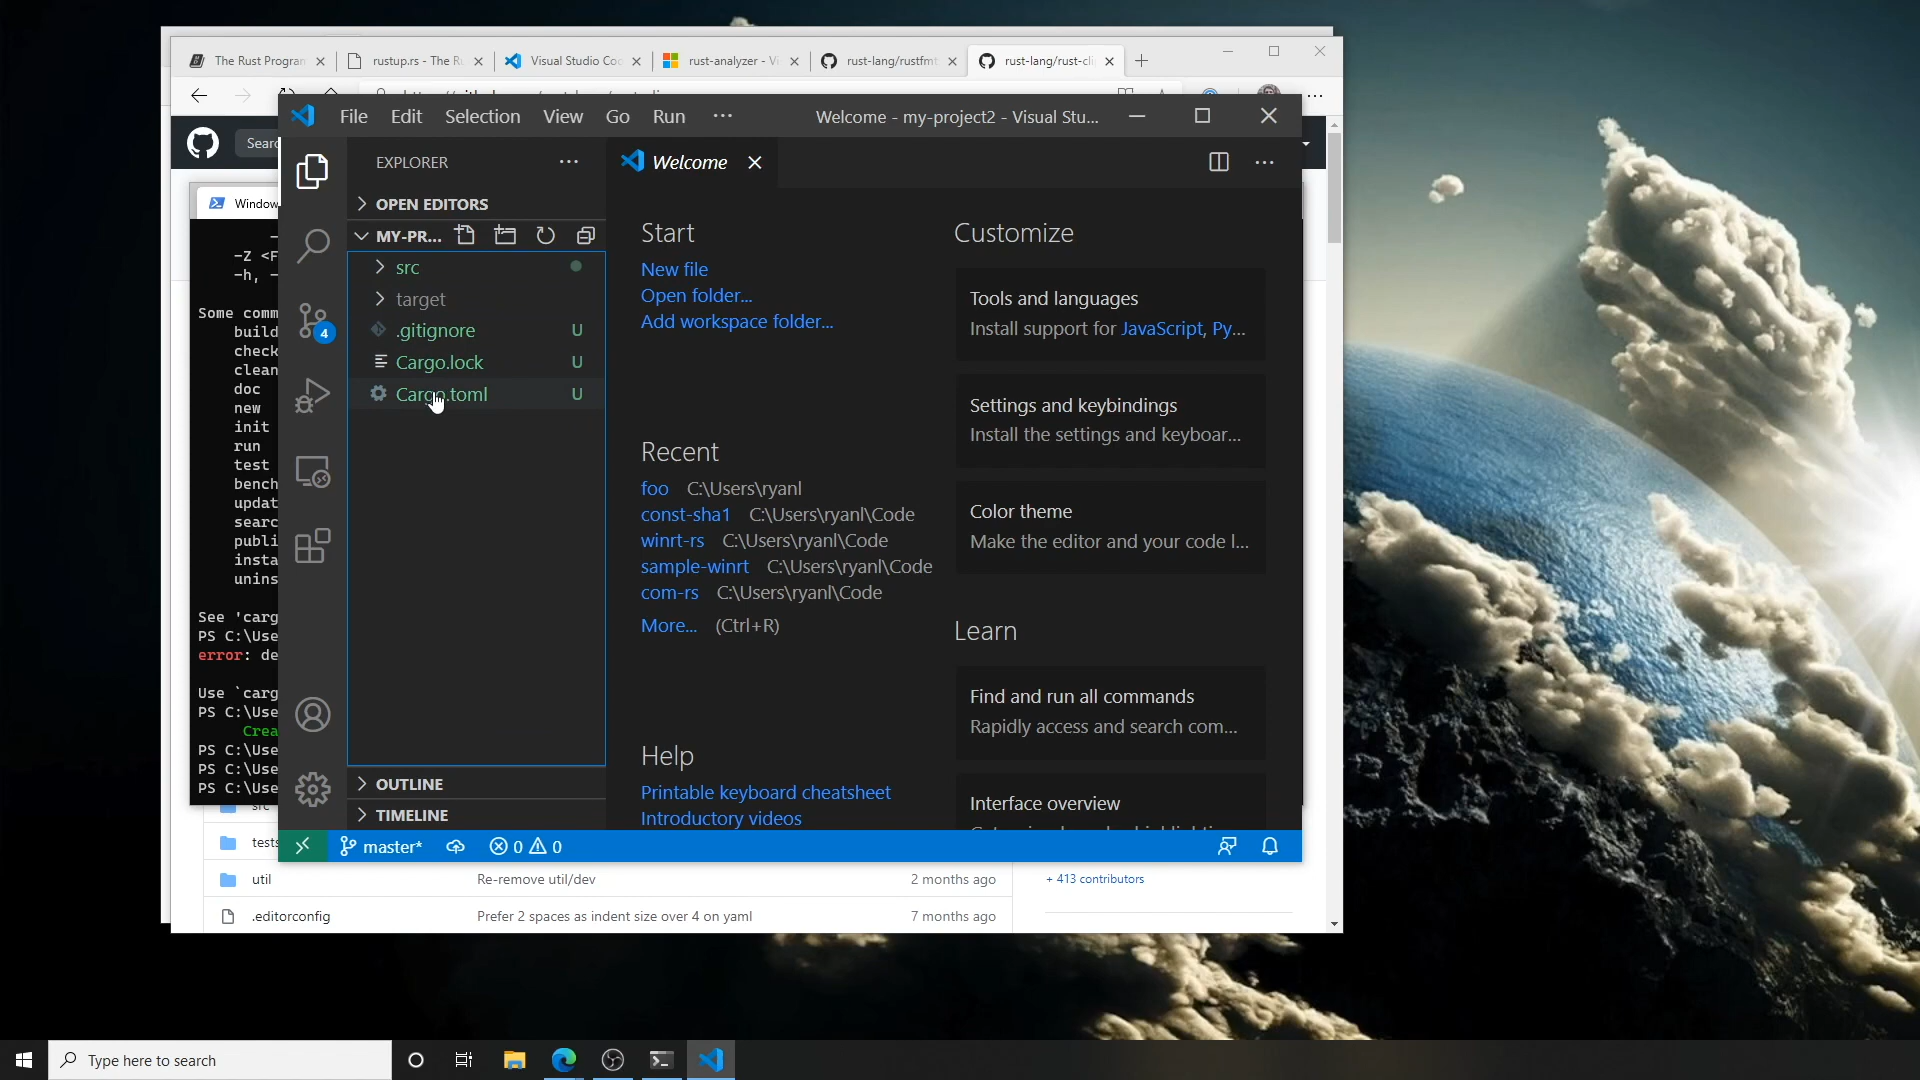 The Rust Program
rustup.rs - The Ru
Visual Studio Co
rust-analyzer - Vi
rust-lang/rustfmt
rust-lang/rust-cli
Sear
File Edit Selection View Go Run ···
Welcome - my-project2 - Visual Stu...
Window
-Z <F
-h, -
Some comm
build
check
clean
doc
new
init
run
test
bench
updat
searc
publi
insta
unins
See 'carg
PS C:\Use
error: de
Use `carg
PS C:\Use
Crea
PS C:\Use
PS C:\Use
PS C:\Use
EXPLORER
OPEN EDITORS
MY-PR...
src
target
.gitignore U
Cargo.lock U
Cargo.toml U
4
OUTLINE
TIMELINE
Welcome
Start
New file
Open folder...
Add workspace folder...
Recent
foo C:\Users\ryanl
const-sha1 C:\Users\ryanl\Code
winrt-rs C:\Users\ryanl\Code
sample-winrt C:\Users\ryanl\Code
com-rs C:\Users\ryanl\Code
More... (Ctrl+R)
Help
Printable keyboard cheatsheet
Introductory videos
Customize
Tools and languages
Install support for JavaScript, Py...
Settings and keybindings
Install the settings and keyboar...
Color theme
Make the editor and your code l...
Learn
Find and run all commands
Rapidly access and search com...
Interface overview
master* 0 0
tests
util Re-remove util/dev 2 months ago
.editorconfig Prefer 2 spaces as indent size over 4 on yaml 7 months ago
+ 413 contributors
Type here to search